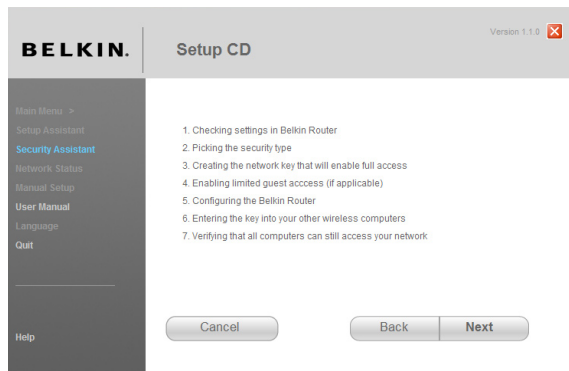 Version 1.1.0
BELKIN.
Setup CD
Main Menu >
Setup Assistant
Security Assistant
Network Status
Manual Setup
User Manual
Language
Quit
Help
1. Checking settings in Belkin Router
2. Picking the security type
3. Creating the network key that will enable full access
4. Enabling limited guest acccess (if applicable)
5. Configuring the Belkin Router
6. Entering the key into your other wireless computers
7. Verifying that all computers can still access your network
Cancel
Back
Next